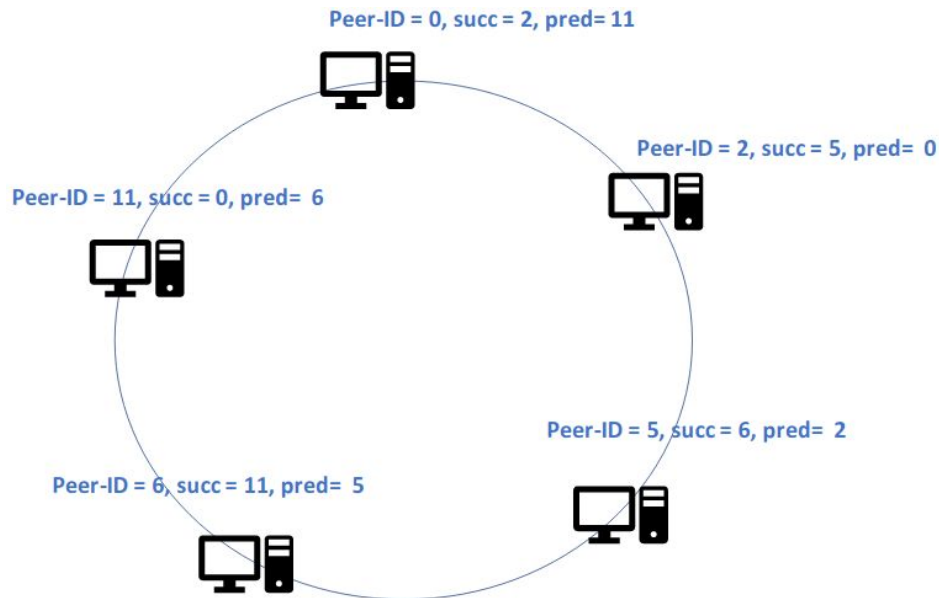 Peer-ID = 0, succ = 2, pred= 11
Peer-ID = 2, succ = 5, pred=  0
Peer-ID = 11, succ = 0, pred=  6
Peer-ID = 5, succ = 6, pred=  2
Peer-ID = 6, succ = 11, pred=  5